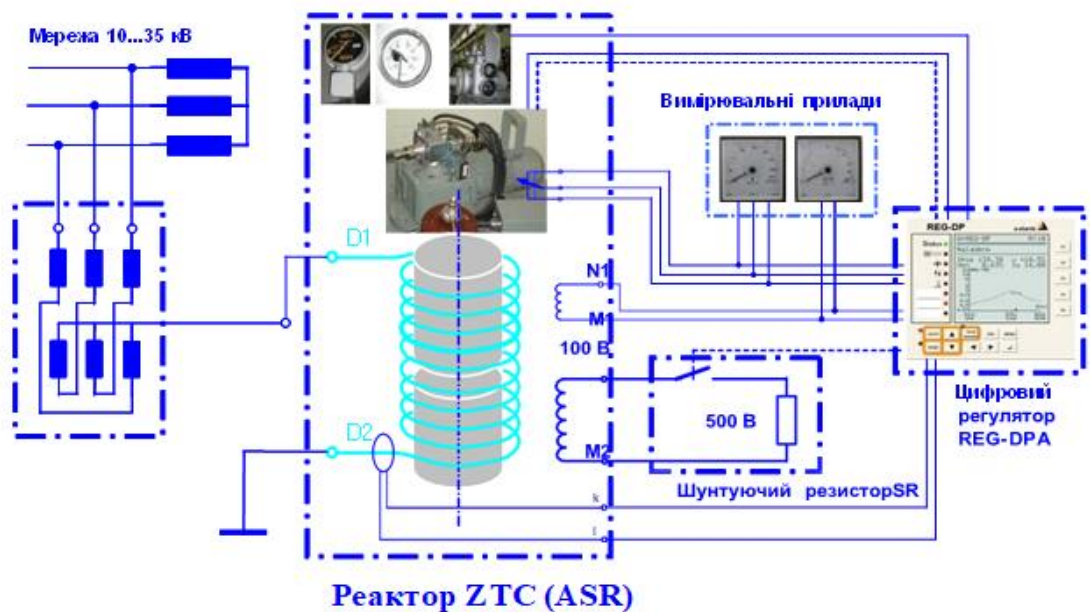 Мережа 10...35 кВ
Вимірювальні прилади
REG-DP
Status
D1
N1
M1
100 В
500 В
D2
M2
Цифровий
регулятор
REG-DPA
Шунтуючий резисторSR
k
l
Реактор ZTC (ASR)